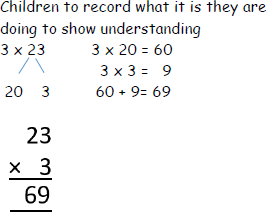 Children to record what it is they are
doing to show understanding
3 x 23 3 x 20 = 60
3 x 3 = 9
20 3 60 + 9= 69
23
× 3
69